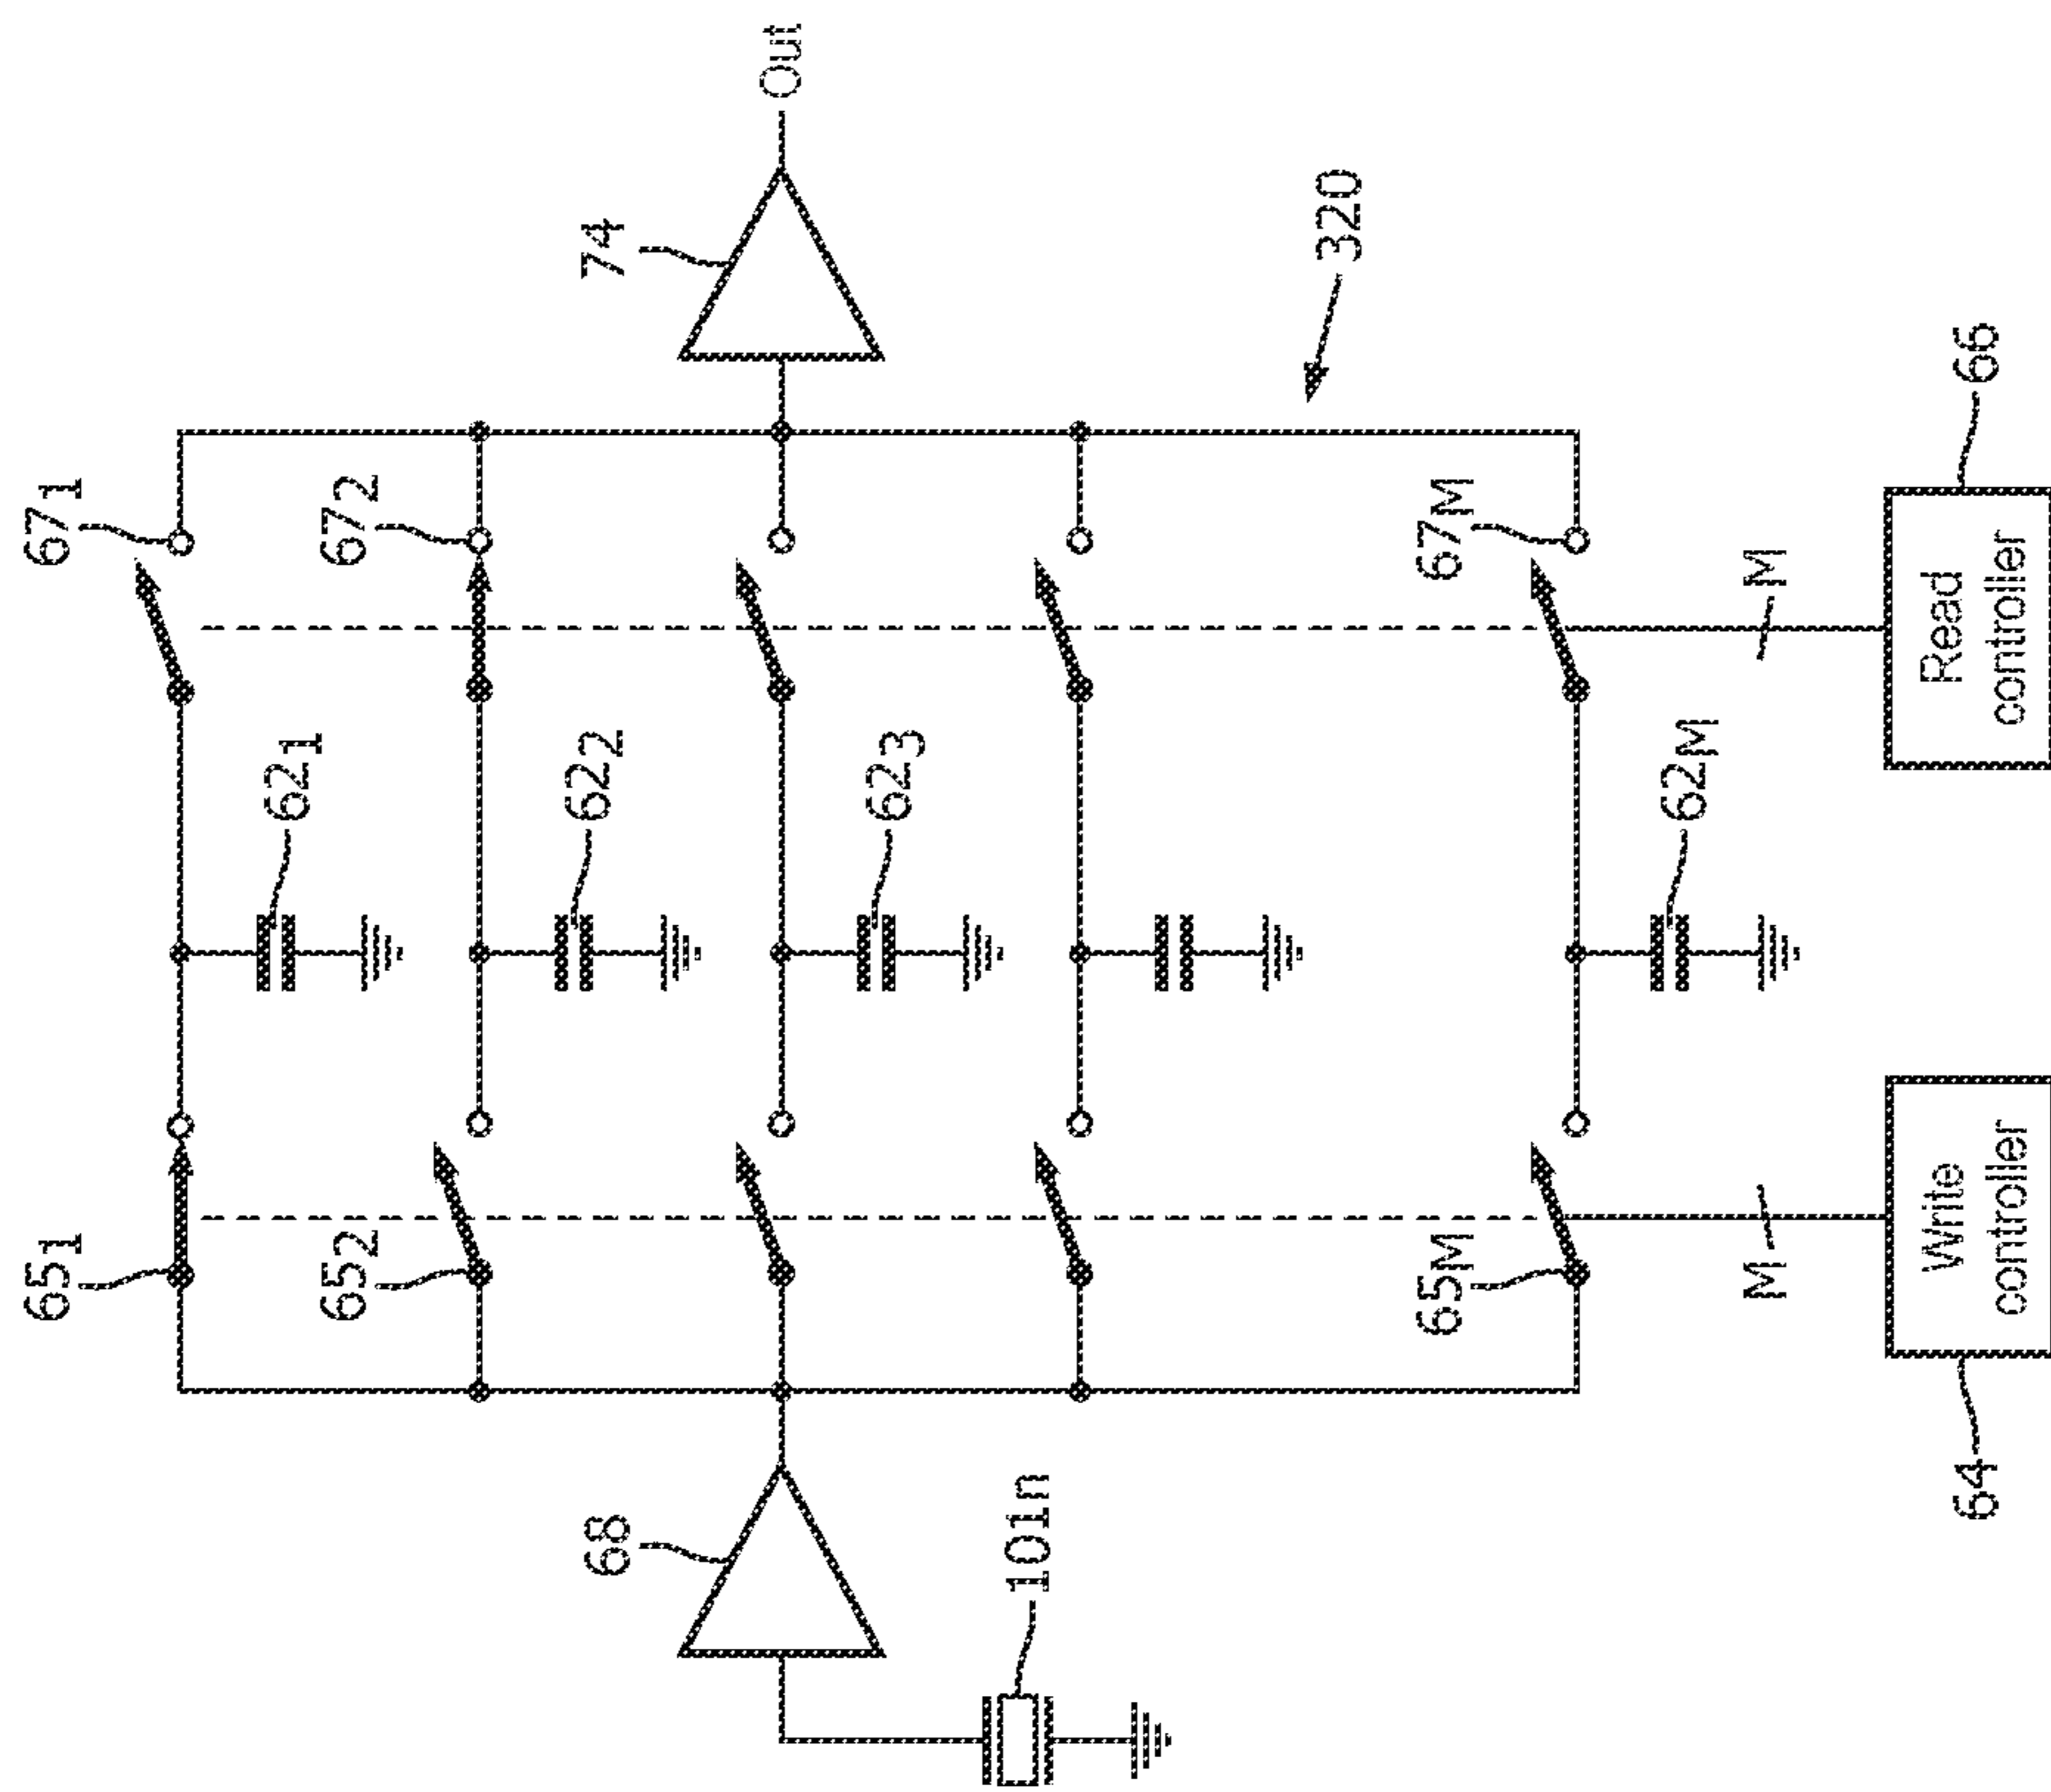 65₁ 67₁
62₁
65₂ 67₂
68 62₂ 74
Out
62₃
101n
320
65M 67M
62M
M M
64
Write
controller
Read
controller
66